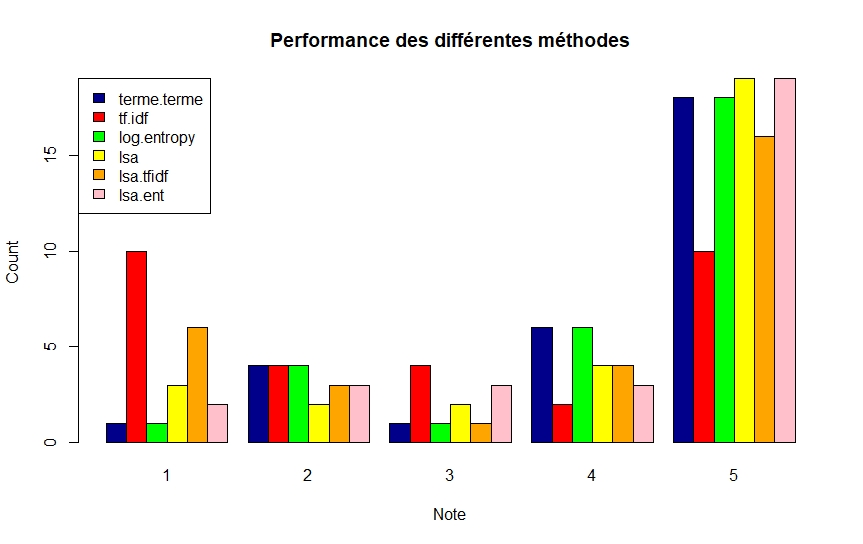 Performance des différentes méthodes
terme.terme
tf.idf
log.entropy
lsa
lsa.tfidf
lsa.ent
Count
15
10
5
0
1 2 3 4 5
Note